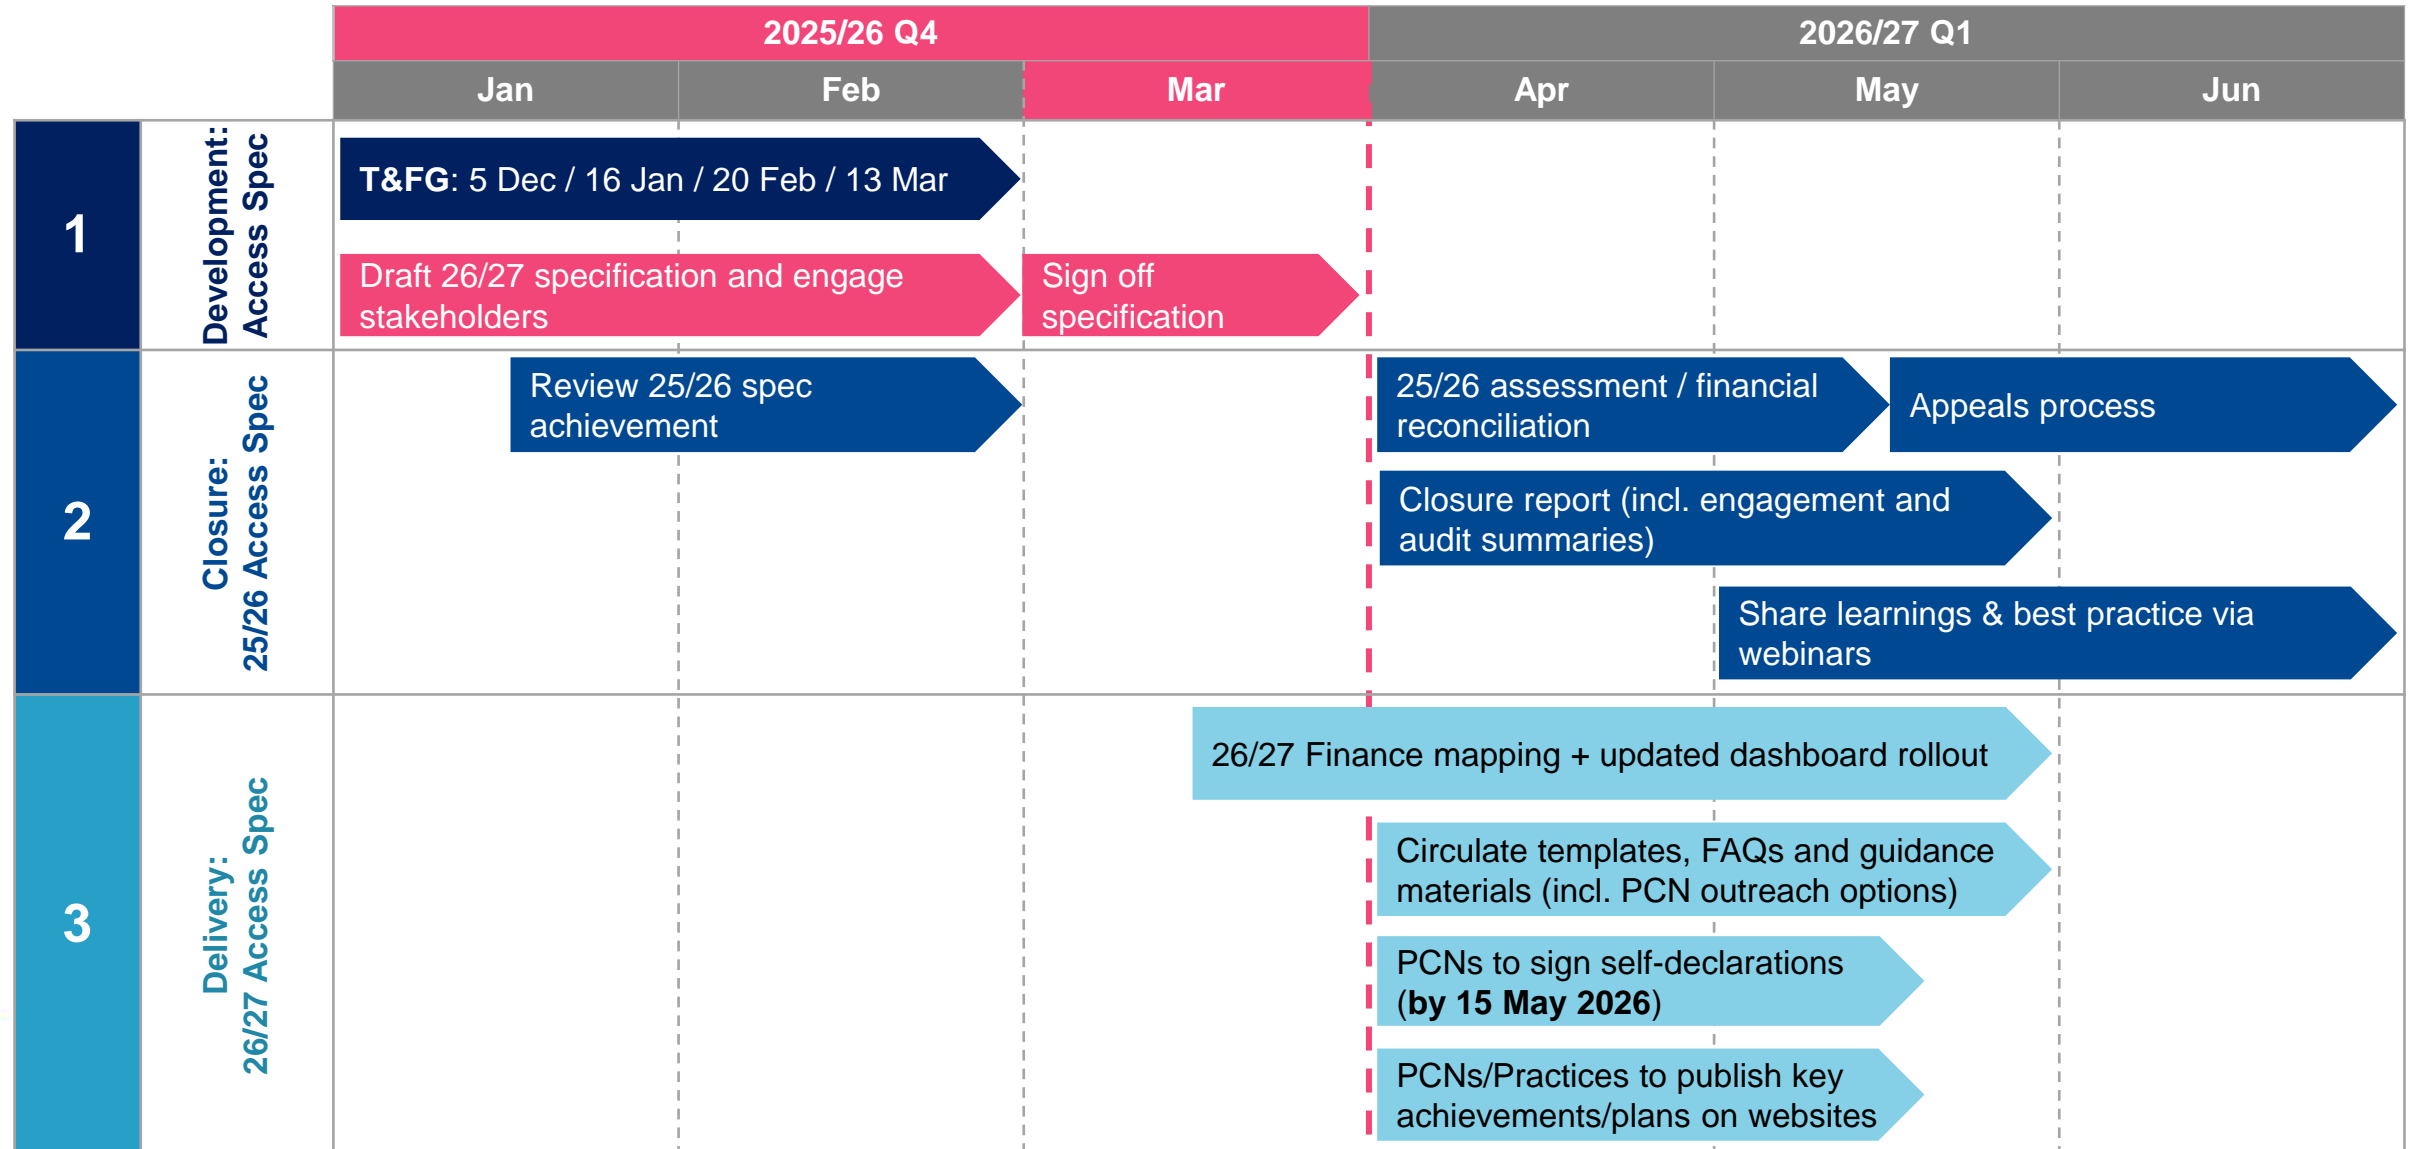 2025/26 Q4
2026/27 Q1
Jan
Feb
Mar
Apr
May
Jun
1
Development:
Access Spec
T&FG: 5 Dec / 16 Jan / 20 Feb / 13 Mar
Draft 26/27 specification and engage
stakeholders
Sign off
specification
2
Closure:
25/26 Access Spec
Review 25/26 spec
achievement
25/26 assessment / financial
reconciliation
Appeals process
Closure report (incl. engagement and
audit summaries)
Share learnings & best practice via
webinars
3
Delivery:
26/27 Access Spec
26/27 Finance mapping + updated dashboard rollout
Circulate templates, FAQs and guidance
materials (incl. PCN outreach options)
PCNs to sign self-declarations
(by 15 May 2026)
PCNs/Practices to publish key
achievements/plans on websites